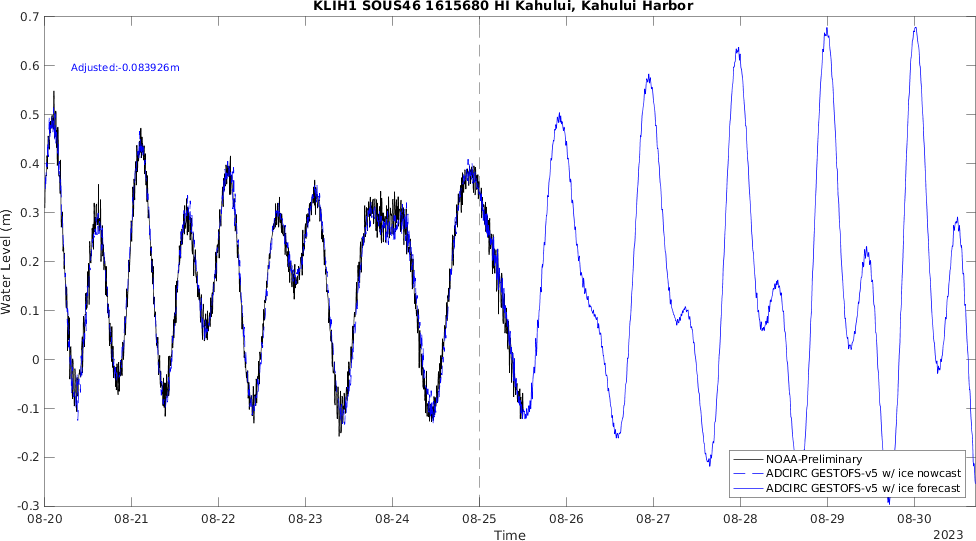 KLIH1 SOUS46 1615680 HI Kahului, Kahului Harbor
0.7
0.6
Adjusted:-0.083926m
0.5
0.4
0.3
0.2
0.1
0
-0.1
-0.2
-0.3
Water Level (m)
NOAA-Preliminary
ADCIRC GESTOFS-v5 w/ ice nowcast
ADCIRC GESTOFS-v5 w/ ice forecast
08-20 08-21 08-22 08-23 08-24 08-25 08-26 08-27 08-28 08-29 08-30
Time
2023